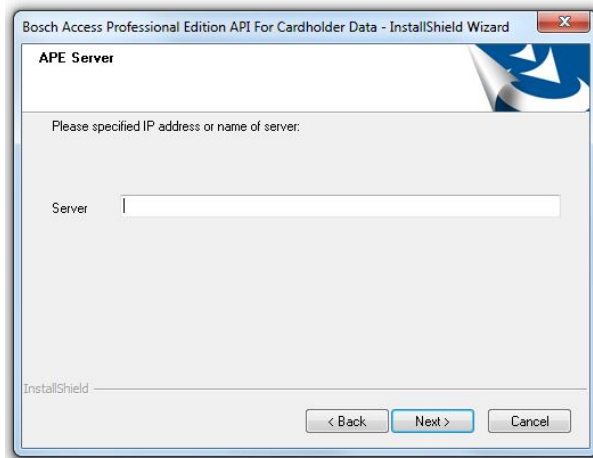 Bosch Access Professional Edition API For Cardholder Data - InstallShield Wizard
APE Server
Please specified IP address or name of server:
Server
InstallShield
< Back Next > Cancel